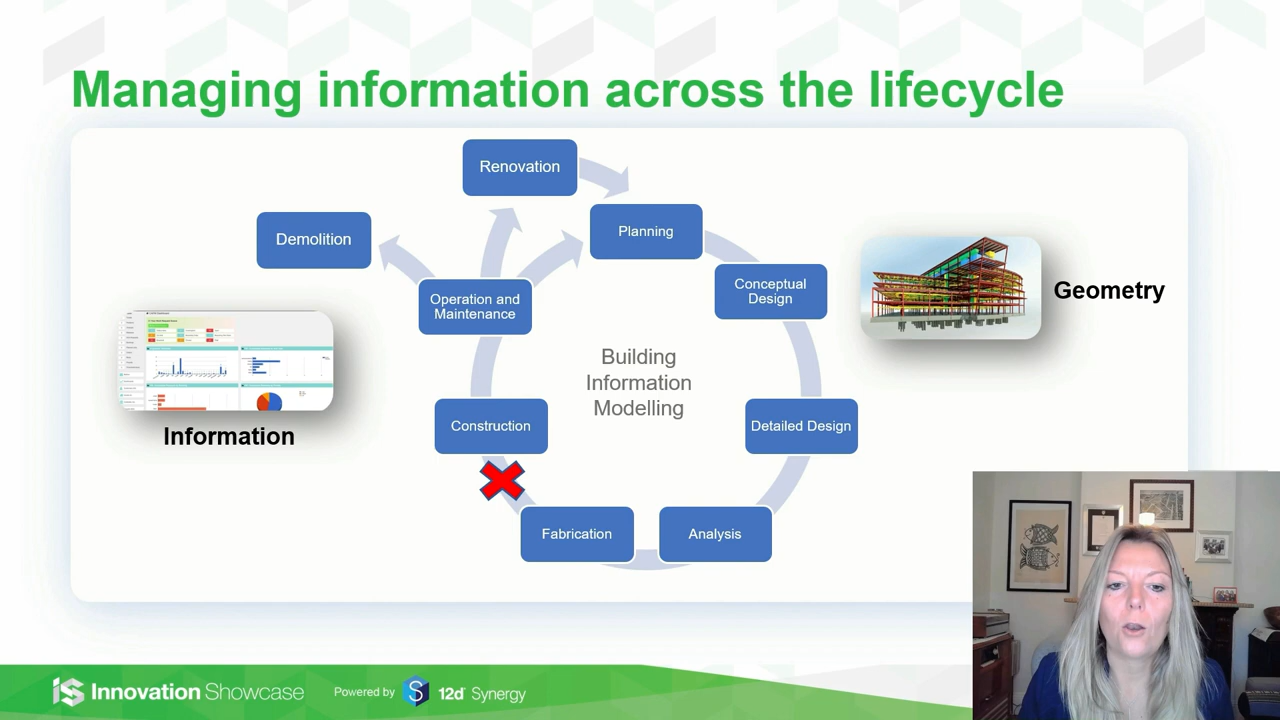 Managing information across the lifecycle
Renovation
Demolition
Planning
Operation and
Maintenance
Conceptual
Design
Geometry
Building
Information
Modelling
Information
Construction
Detailed Design
Fabrication
Analysis
Innovation Showcase
Powered by
12d Synergy